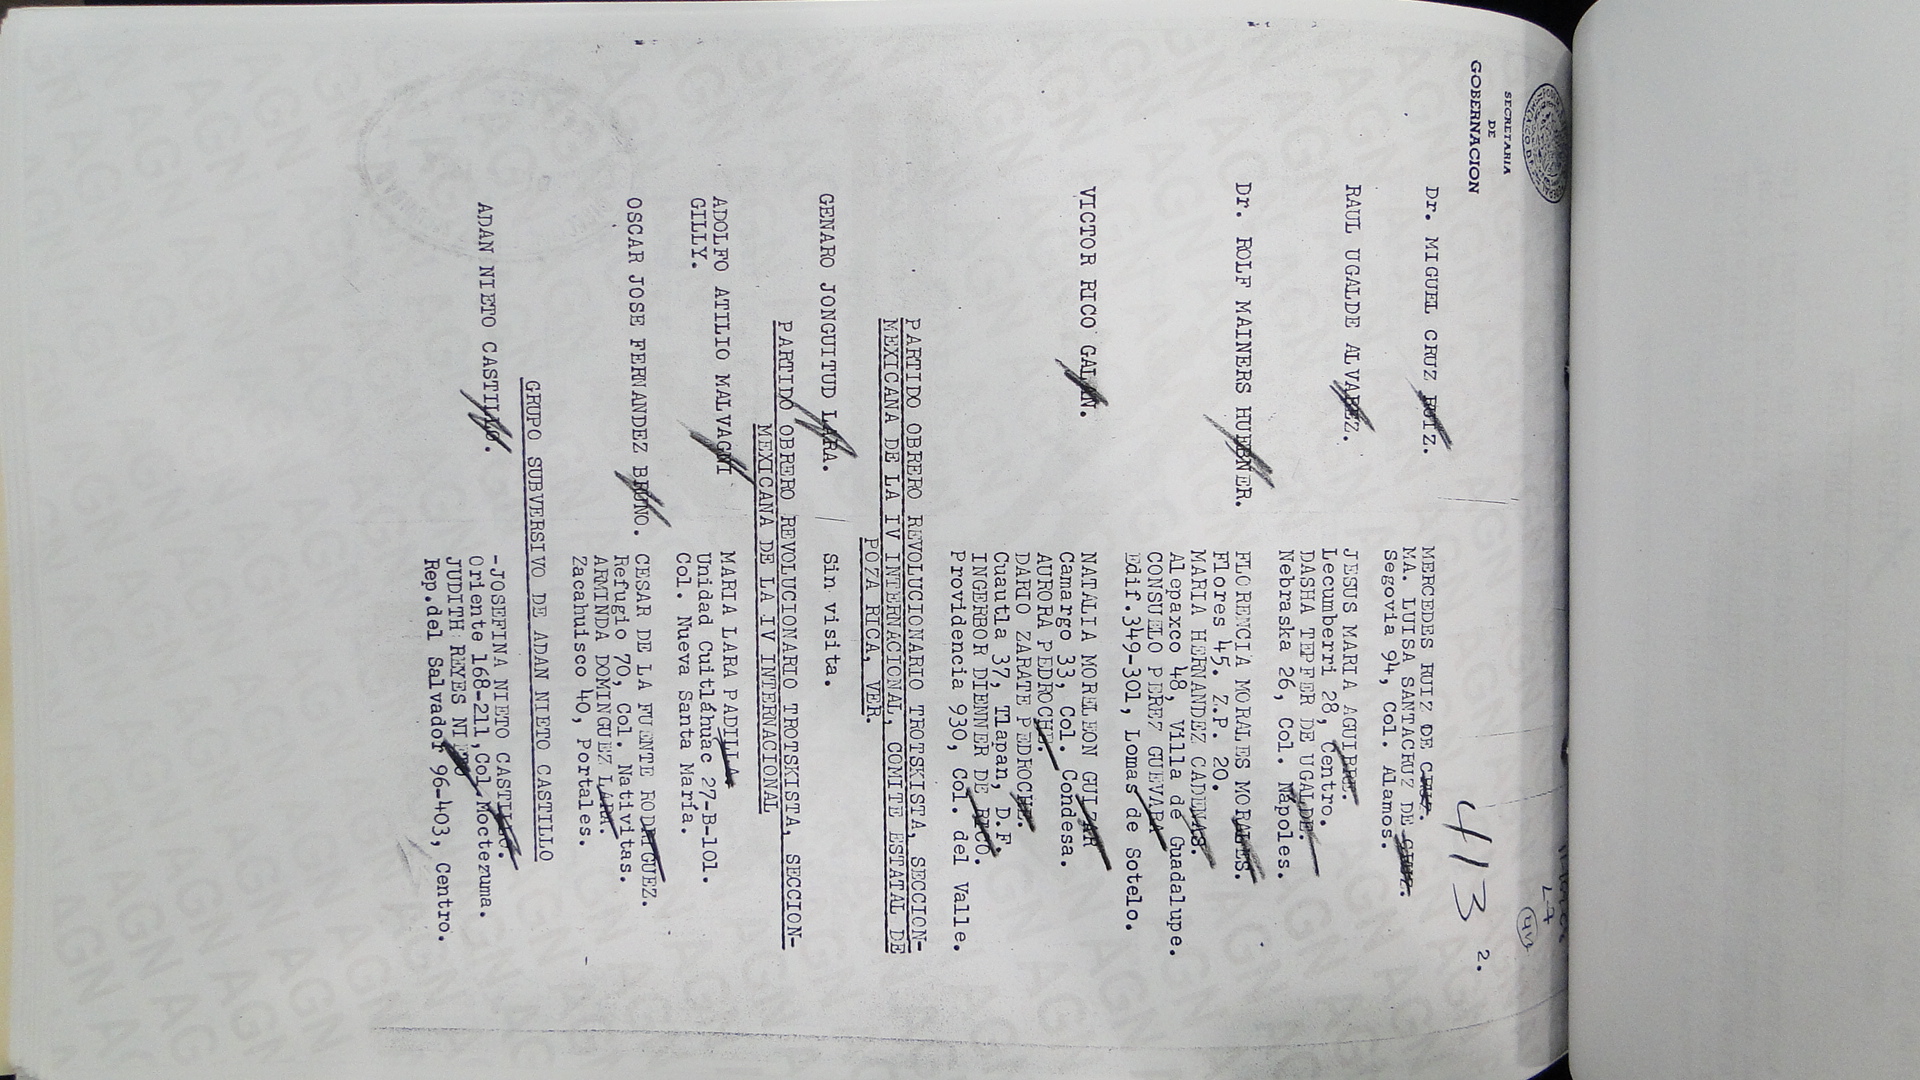 SECRETARIA
DE
GOBERNACION
413
2.
Dr. MIGUEL CRUZ RUIZ.
MERCEDES RUIZ DE CRUZ.
MA. LUISA SANTACRUZ DE CRUZ.
Segovia 94, Col. Alamos.
RAUL UGALDE ALVAREZ.
JESUS MARIA AGUIRRE.
Lecumberri 28, Centro.
DASHA TEPFER DE UGALDE.
Nebraska 26, Col. Nápoles.
Dr. ROLF MAINERS HUEBNER.
FLORENCIA MORALES MORALES.
Flores 45. Z.P. 20.
MARIA HERNANDEZ CADENAS.
Alepaxco 48, Villa de Guadalupe.
CONSUELO PEREZ GUEVARA
Edif.349-301, Lomas de Sotelo.
VICTOR RICO GALAN.
NATALIA MORELEON GUIZAR
Camargo 33, Col. Condesa.
AURORA PEDROCHE.
DARIO ZARATE PEDROCHE.
Cuautla 37, Tlapan, D.F.
INGERBOR DIENNER DE RICO.
Providencia 930, Col. del Valle.
PARTIDO OBRERO REVOLUCIONARIO TROTSKISTA, SECCION-
MEXICANA DE LA IV INTERNACIONAL, COMITE ESTATAL DE
POZA RICA, VER.
GENARO JONGUITUD LARA.
Sin visita.
PARTIDO OBRERO REVOLUCIONARIO TROTSKISTA, SECCION-
MEXICANA DE LA IV INTERNACIONAL
ADOLFO ATILIO MALVAGNI
GILLY.
MARIA LARA PADILLA
Unidad Cuitláhuac 27-B-101.
Col. Nueva Santa María.
OSCAR JOSE FERNANDEZ BRUNO.
CESAR DE LA FUENTE RODRIGUEZ.
Refugio 70, Col. Nativitas.
ARMINDA DOMINGUEZ LARA.
Zacahuisco 40, Portales.
GRUPO SUBVERSIVO DE ADAN NIETO CASTILLO
ADAN NIETO CASTILLO.
-JOSEFINA NIETO CASTILLO.
Oriente 168-211,Col.Moctezuma.
JUDITH REYES NIETO
Rep.del Salvador 96-403, Centro.